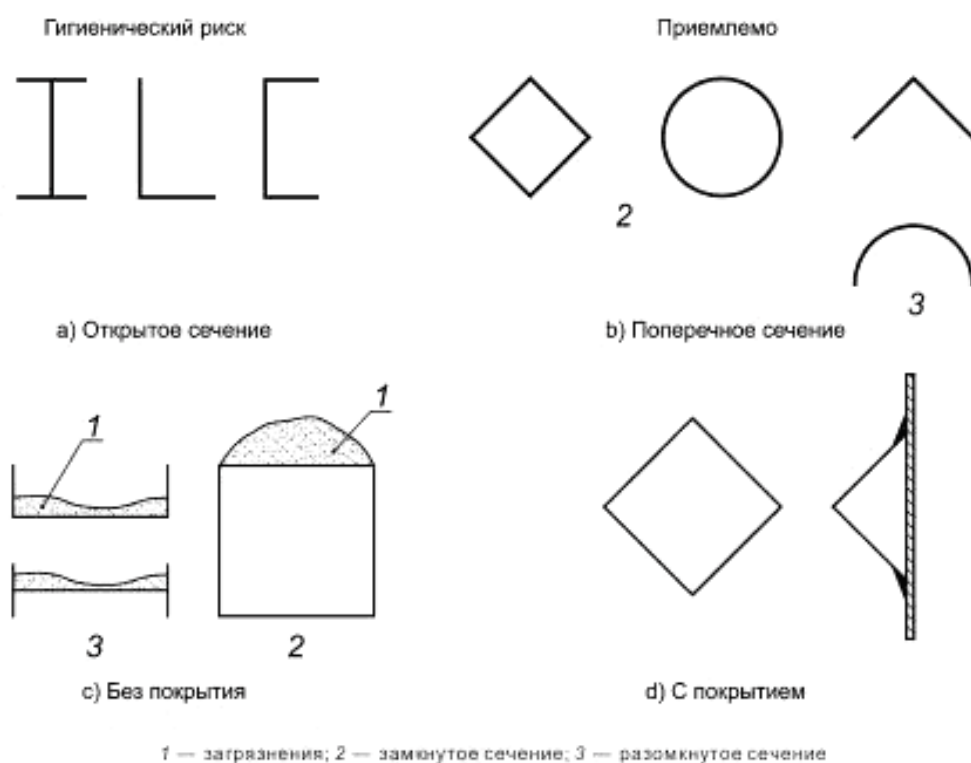 Гигиенический риск
Приемлемо
2
3
a) Открытое сечение
b) Поперечное сечение
1
1
3
2
c) Без покрытия
d) С покрытием
1 — загрязнения; 2 — замкнутое сечение; 3 — разомкнутое сечение